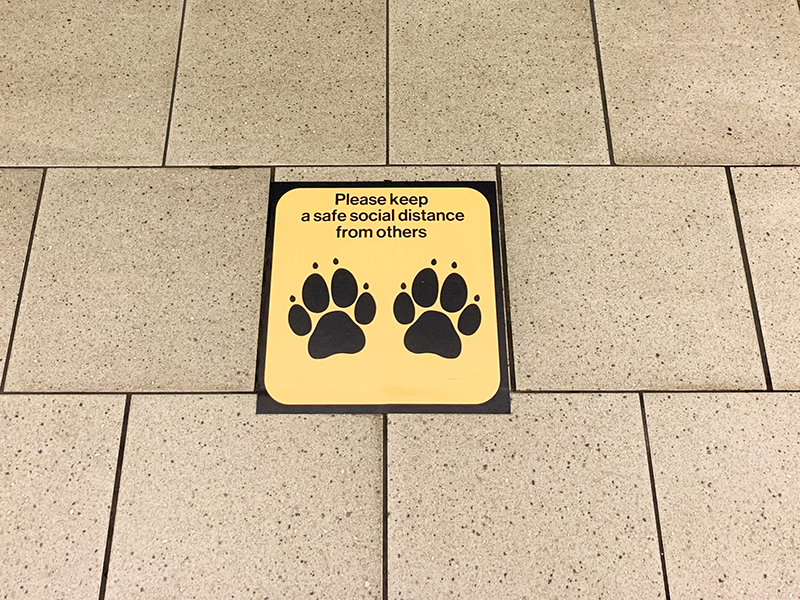 Please keep
a safe social distance
from others